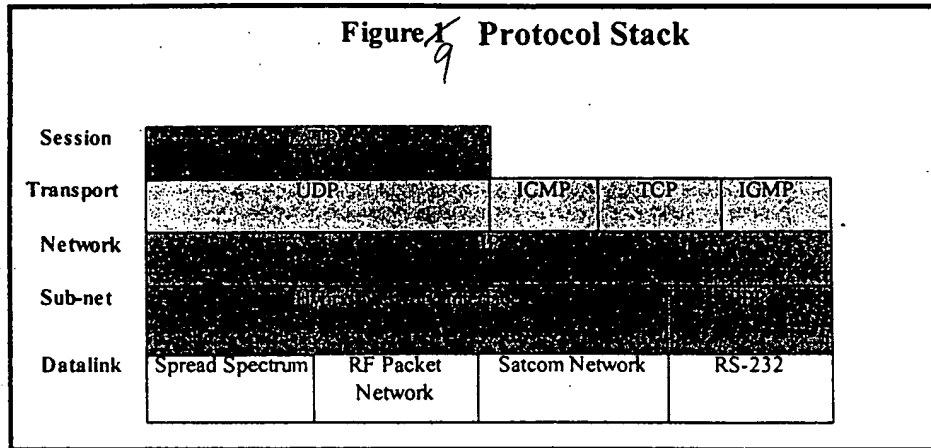 Figure 1 Protocol Stack
9
Session
Transport UDP ICMP TCP IGMP
Network
Sub-net
Datalink Spread Spectrum RF Packet Network Satcom Network RS-232